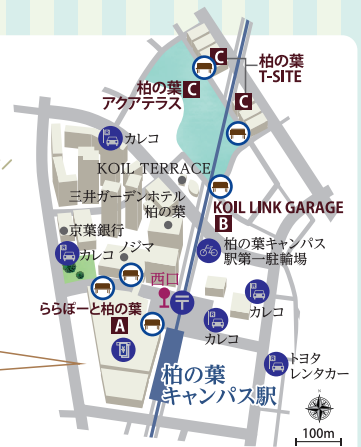 C
柏の葉
T-SITE
柏の葉
アクアテラス
C
C
カレコ
KOIL TERRACE
三井ガーデンホテル
柏の葉
KOIL LINK GARAGE
B
京葉銀行
カレコ
ノジマ
柏の葉キャンパス
駅第一駐輪場
西口
〒
ららぽーと柏の葉
A
カレコ
カレコ
柏の葉
キャンパス駅
トヨタ
レンタカー
100m